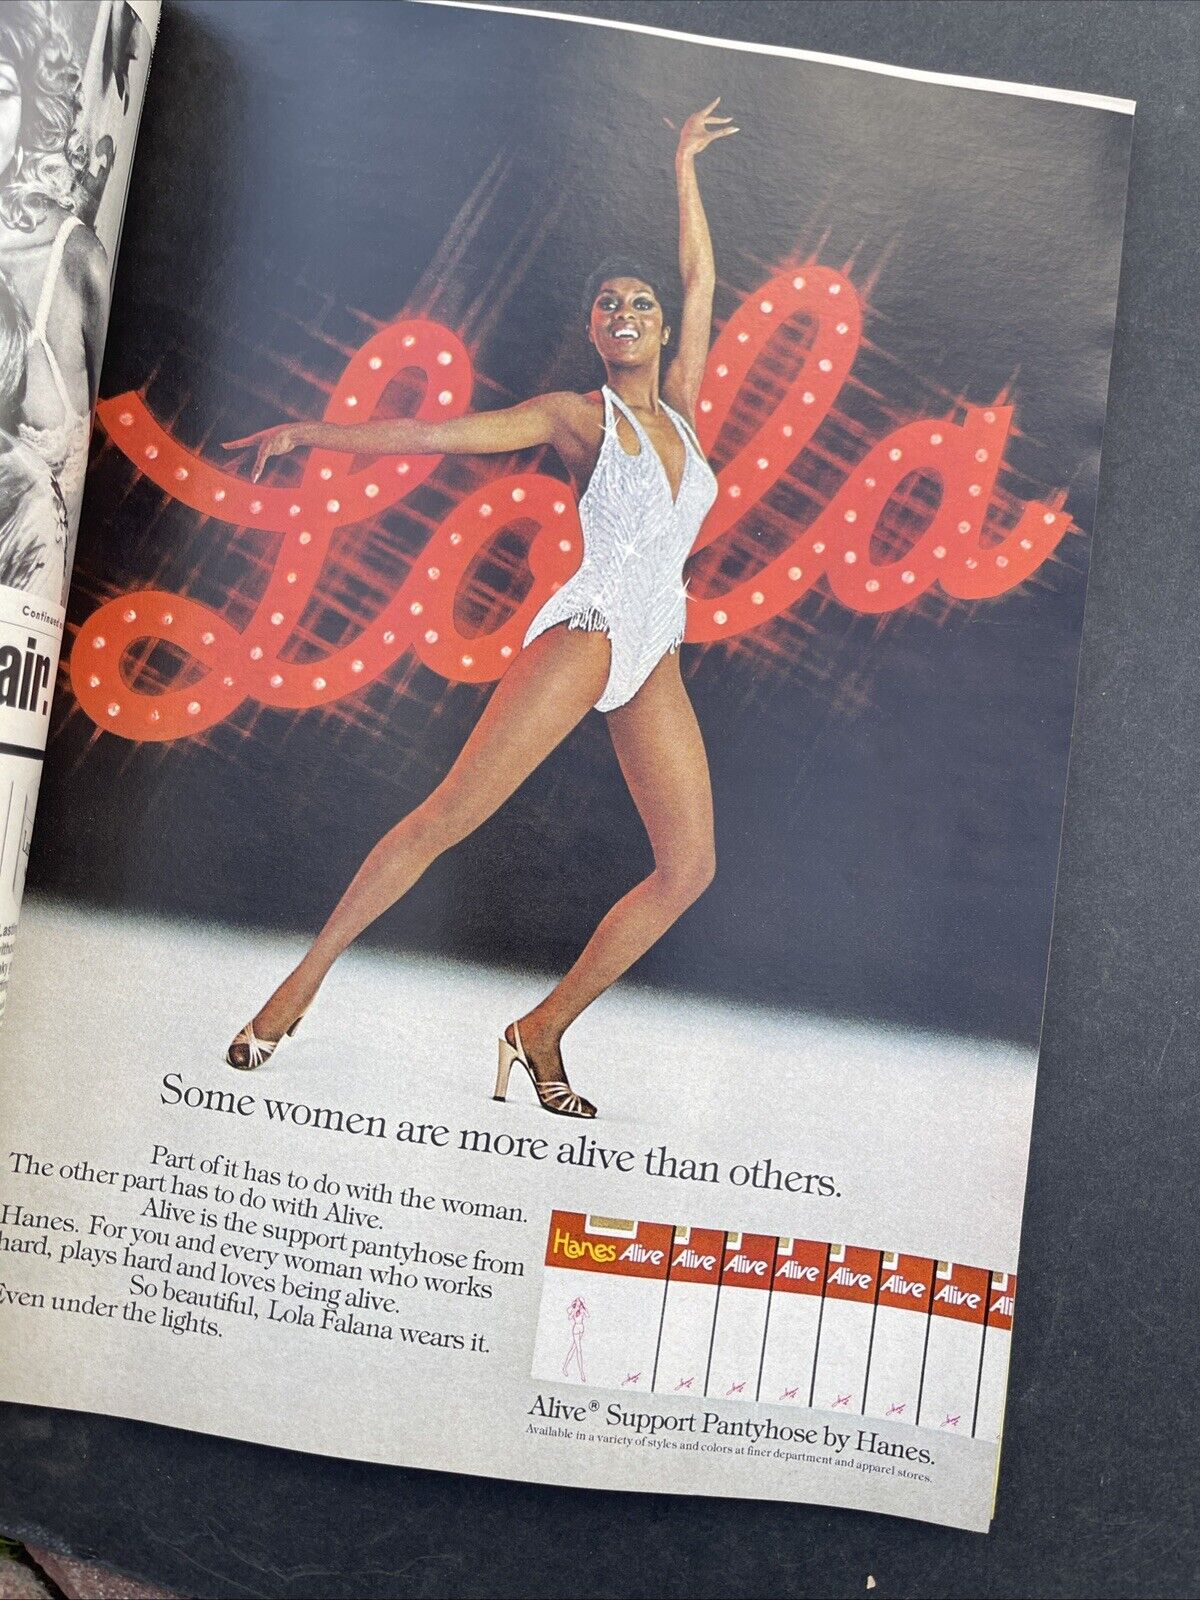 Continued
air.
Lola
Some women are more alive than others.
Part of it has to do with the woman.
The other part has to do with Alive.
Alive is the support pantyhose from
Hanes. For you and every woman who works
hard, plays hard and loves being alive.
So beautiful, Lola Falana wears it.
Even under the lights.
Hanes Alive Alive Alive Alive Alive Alive Alive Ali
Alive® Support Pantyhose by Hanes.
Available in a variety of styles and colors at finer department and apparel stores.